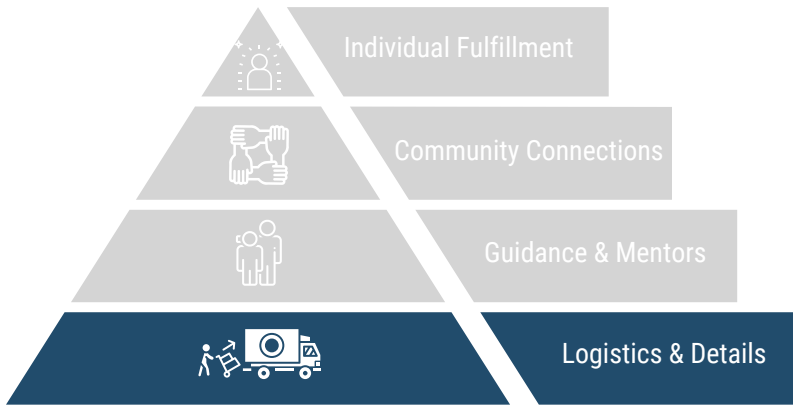 Individual Fulfillment
Community Connections
Guidance & Mentors
Logistics & Details